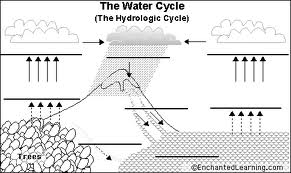 The Water Cycle
(The Hydrologic Cycle)
Trees
©EnchantedLearning.com